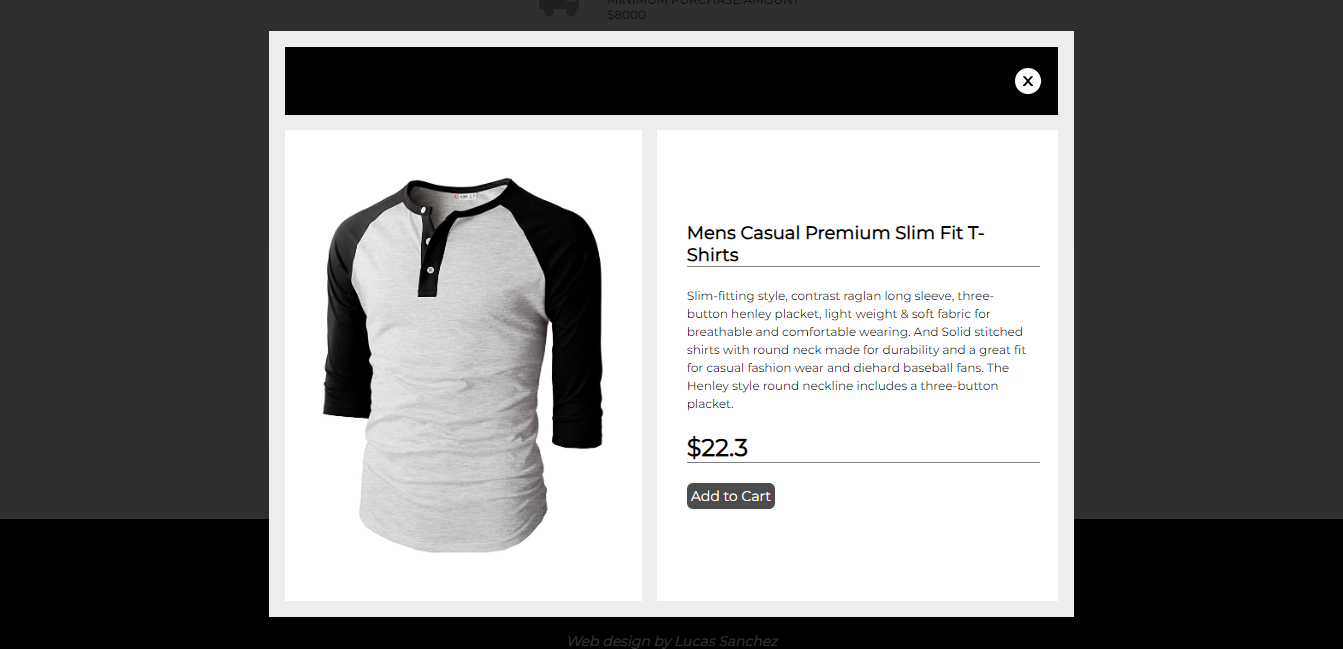 MINIMUM PURCHASE AMOUNT
$8000
X
Mens Casual Premium Slim Fit T-
Shirts
Slim-fitting style, contrast raglan long sleeve, three-
button henley placket, light weight & soft fabric for
breathable and comfortable wearing. And Solid stitched
shirts with round neck made for durability and a great fit
for casual fashion wear and diehard baseball fans. The
Henley style round neckline includes a three-button
placket.
$22.3
Add to Cart
Web design by Lucas Sanchez